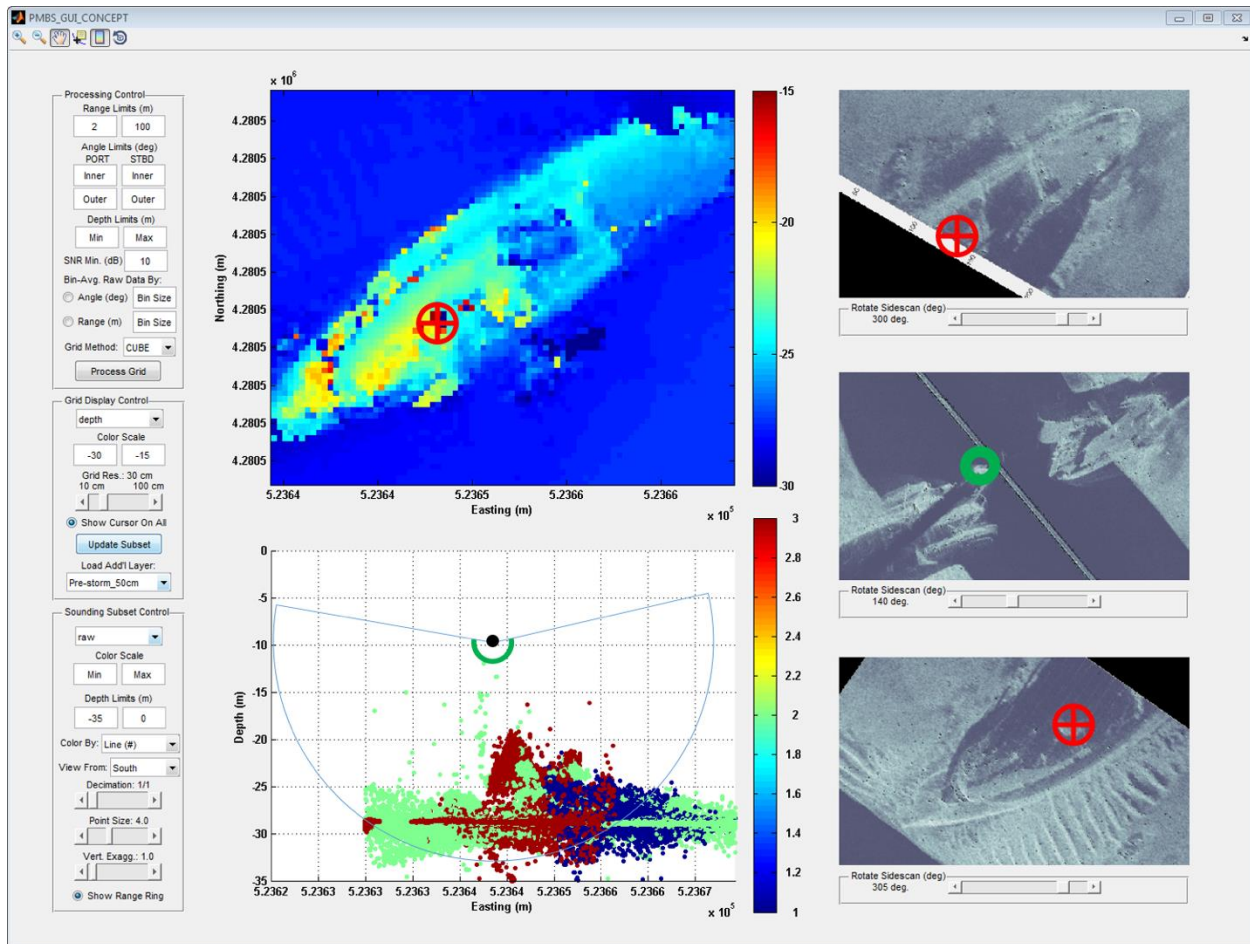 PMBS_GUI_CONCEPT
Processing Control
Range Limits (m)
2 100
Angle Limits (deg)
PORT STBD
Inner Inner
Outer Outer
Depth Limits (m)
Min Max
SNR Min. (dB) 10
Bin-Avg. Raw Data By:
Angle (deg) Bin Size
Range (m) Bin Size
Grid Method: CUBE
Process Grid
Grid Display Control
depth
Color Scale
-30 -15
Grid Res.: 30 cm
10 cm 100 cm
Show Cursor On All
Update Subset
Load Add'l Layer:
Pre-storm_50cm
Sounding Subset Control
raw
Color Scale
Min Max
Depth Limits (m)
-35 0
Color By: Line (#)
View From: South
Decimation: 1/1
Point Size: 4.0
Vert. Exagg.: 1.0
Show Range Ring
x 10^6
4.2805
4.2805
4.2805
4.2805
4.2805
4.2805
Northing (m)
5.2364 5.2364 5.2365 5.2366 5.2366
Easting (m)
x 10^5
-15
-20
-25
-30
0
-5
-10
-15
-20
-25
-30
35
Depth (m)
5.2362 5.2363 5.2363 5.2364 5.2364 5.2365 5.2365 5.2366 5.2366 5.2367
Easting (m)
x 10^5
3
2.8
2.6
2.4
2.2
2
1.8
1.6
1.4
1.2
1
Rotate Sidescan (deg)
300 deg.
Rotate Sidescan (deg)
140 deg.
Rotate Sidescan (deg)
305 deg.